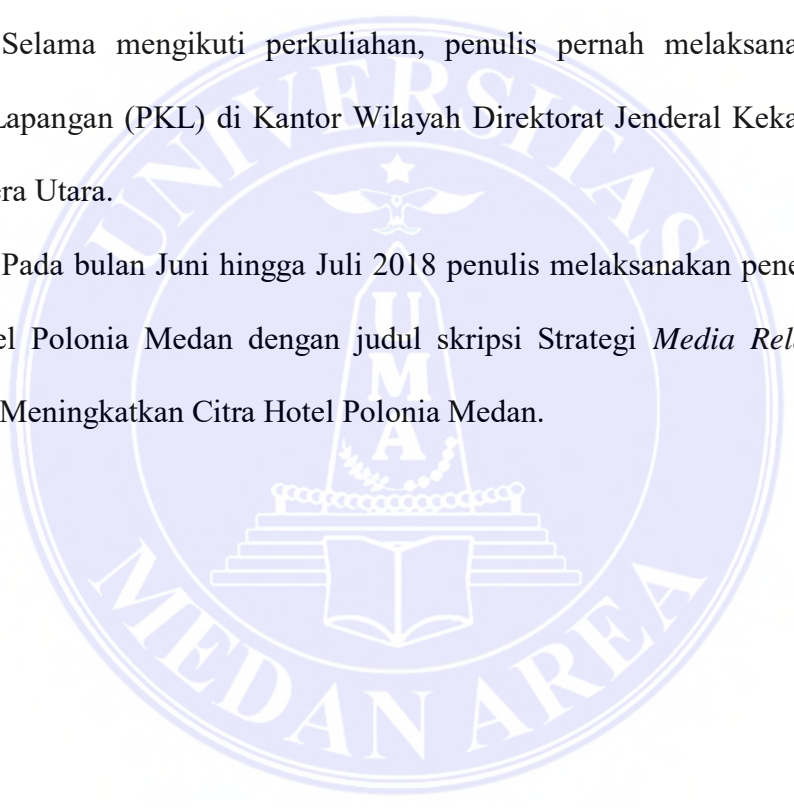 Selama mengikuti perkuliahan, penulis pernah melaksana
Lapangan (PKL) di Kantor Wilayah Direktorat Jenderal Keka
era Utara.
Pada bulan Juni hingga Juli 2018 penulis melaksanakan pene
el Polonia Medan dengan judul skripsi Strategi Media Rel
Meningkatkan Citra Hotel Polonia Medan.
UNIVERSITAS
UMA
MEDAN AREA